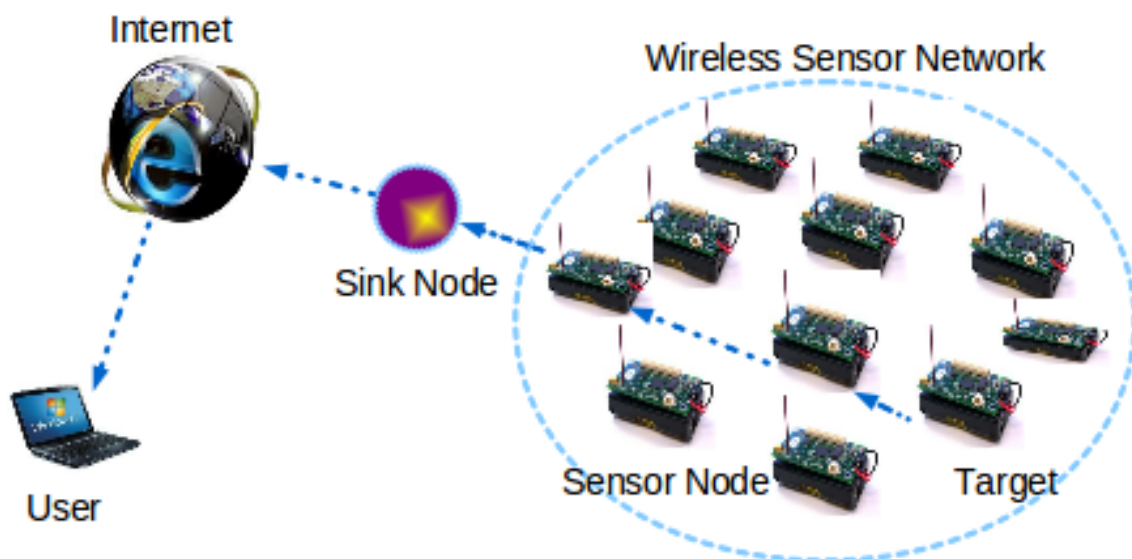 Internet
Wireless Sensor Network
Sink Node
Sensor Node
Target
User